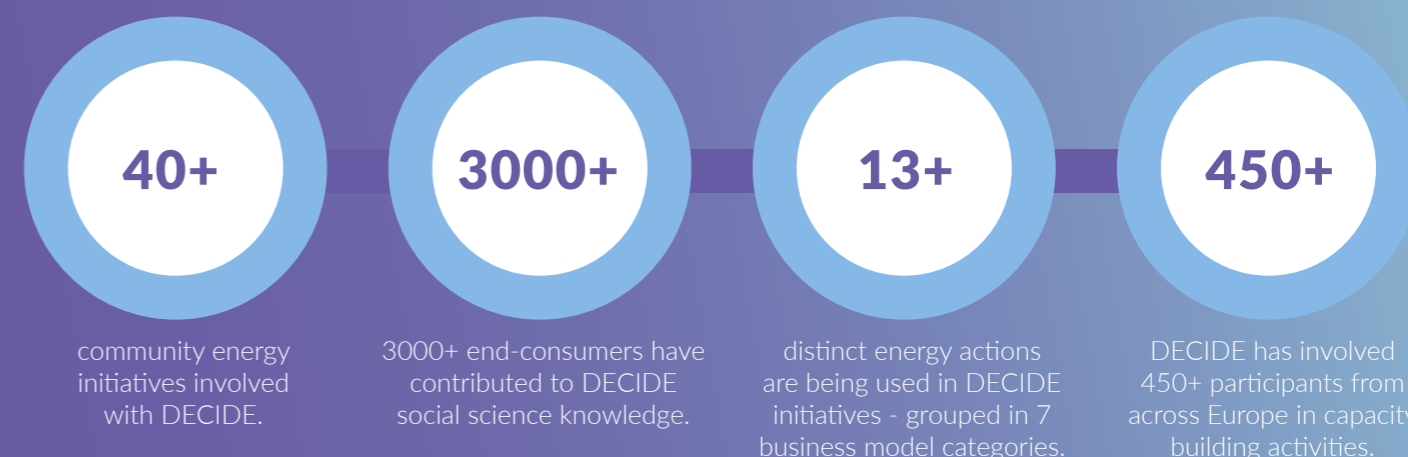 40+
3000+
13+
450+
community energy
initiatives involved
with DECIDE.
3000+ end-consumers have
contributed to DECIDE
social science knowledge.
distinct energy actions
are being used in DECIDE
initiatives - grouped in 7
business model categories.
DECIDE has involved
450+ participants from
across Europe in capacity
building activities.